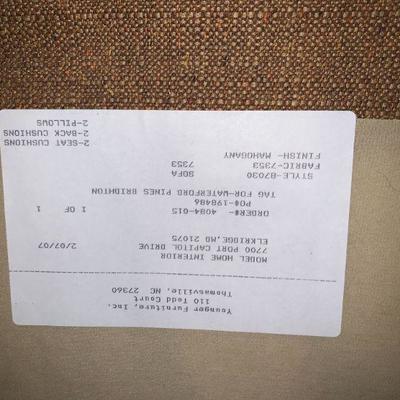 Younger Furniture, Inc.
110 Todd Court
Thomasville, NC 27360
MODEL HOME INTERIOR
7700 PORT CAPITOL DRIVE 2/07/07
ELKRIDGE,MD 21075
ORDER#- 4084-015 1 OF 1
PO#-198486
TAG FOR-WATERFORD PINES BRIGHTON
STYLE-87030 SOFA
FABRIC-7353 7353
FINISH- MAHOGANY
2-SEAT CUSHIONS
2-BACK CUSHIONS
2-PILLOWS